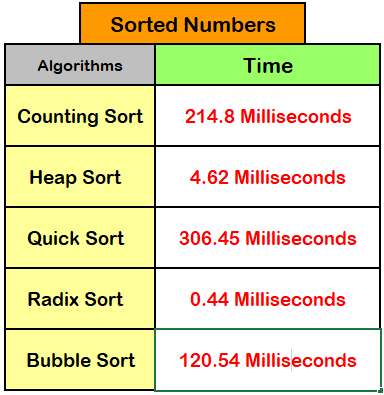 Sorted Numbers
Algorithms Time
Counting Sort 214.8 Milliseconds
Heap Sort 4.62 Milliseconds
Quick Sort 306.45 Milliseconds
Radix Sort 0.44 Milliseconds
Bubble Sort 120.54 Milliseconds